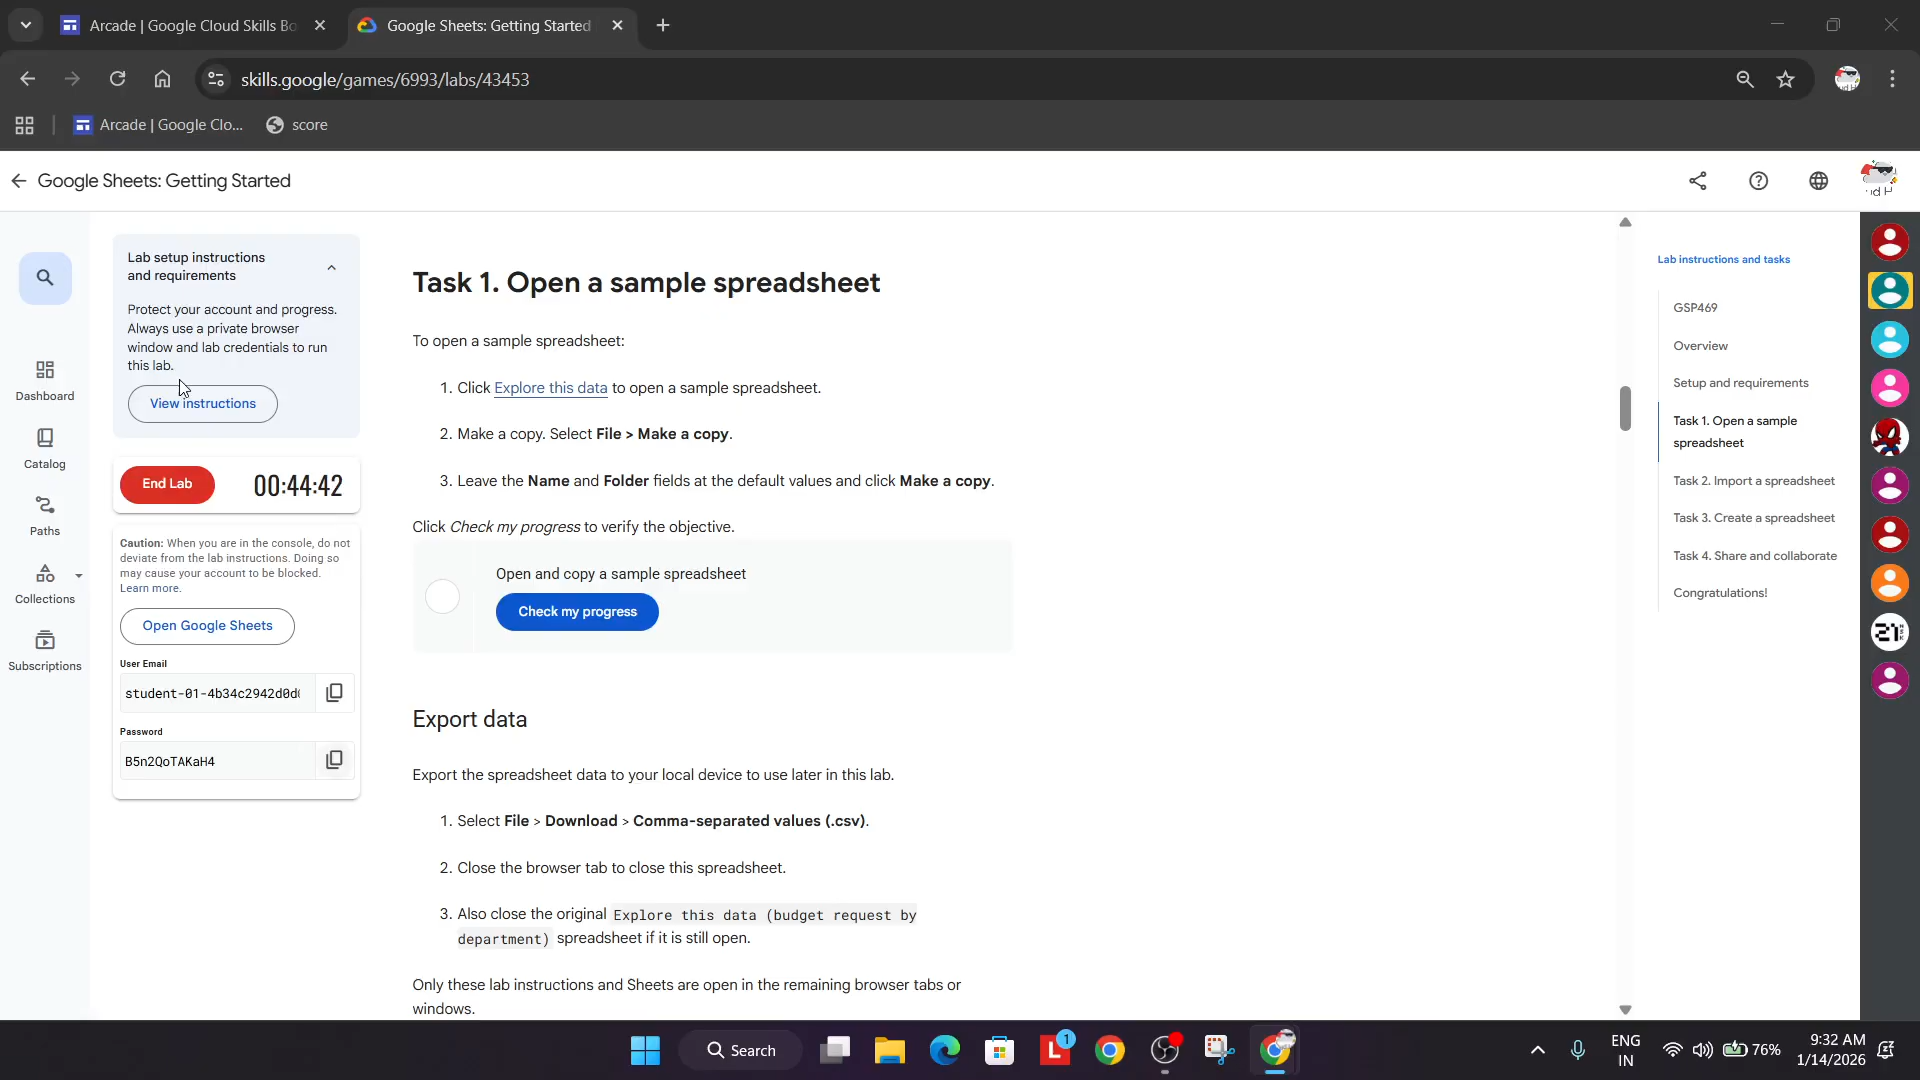 Arcade | Google Cloud Skills Bo
Google Sheets: Getting Started
skills.google/games/6993/labs/43453
Arcade | Google Clo...
score
Google Sheets: Getting Started
Lab setup instructions
and requirements
Protect your account and progress.
Always use a private browser
window and lab credentials to run
this lab.
View instructions
End Lab
00:44:42
Caution: When you are in the console, do not
deviate from the lab instructions. Doing so
may cause your account to be blocked.
Learn more.
Open Google Sheets
User Email
student-01-4b34c2942d0d
Password
B5n2QoTAKaH4
Dashboard
Catalog
Paths
Collections
Subscriptions
Task 1. Open a sample spreadsheet
To open a sample spreadsheet:
1. Click Explore this data to open a sample spreadsheet.
2. Make a copy. Select File > Make a copy.
3. Leave the Name and Folder fields at the default values and click Make a copy.
Click Check my progress to verify the objective.
Open and copy a sample spreadsheet
Check my progress
Export data
Export the spreadsheet data to your local device to use later in this lab.
1. Select File > Download > Comma-separated values (.csv).
2. Close the browser tab to close this spreadsheet.
3. Also close the original Explore this data (budget request by
department) spreadsheet if it is still open.
Only these lab instructions and Sheets are open in the remaining browser tabs or
windows.
Lab instructions and tasks
GSP469
Overview
Setup and requirements
Task 1. Open a sample
spreadsheet
Task 2. Import a spreadsheet
Task 3. Create a spreadsheet
Task 4. Share and collaborate
Congratulations!
Search
L
1
ENG
IN
76%
9:32 AM
1/14/2026